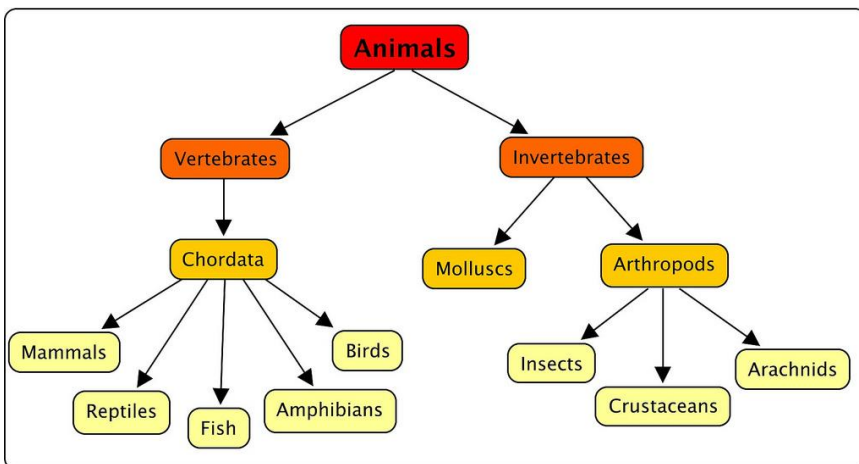 Animals
Vertebrates
Invertebrates
Chordata
Molluscs
Arthropods
Mammals
Reptiles
Fish
Amphibians
Birds
Insects
Crustaceans
Arachnids